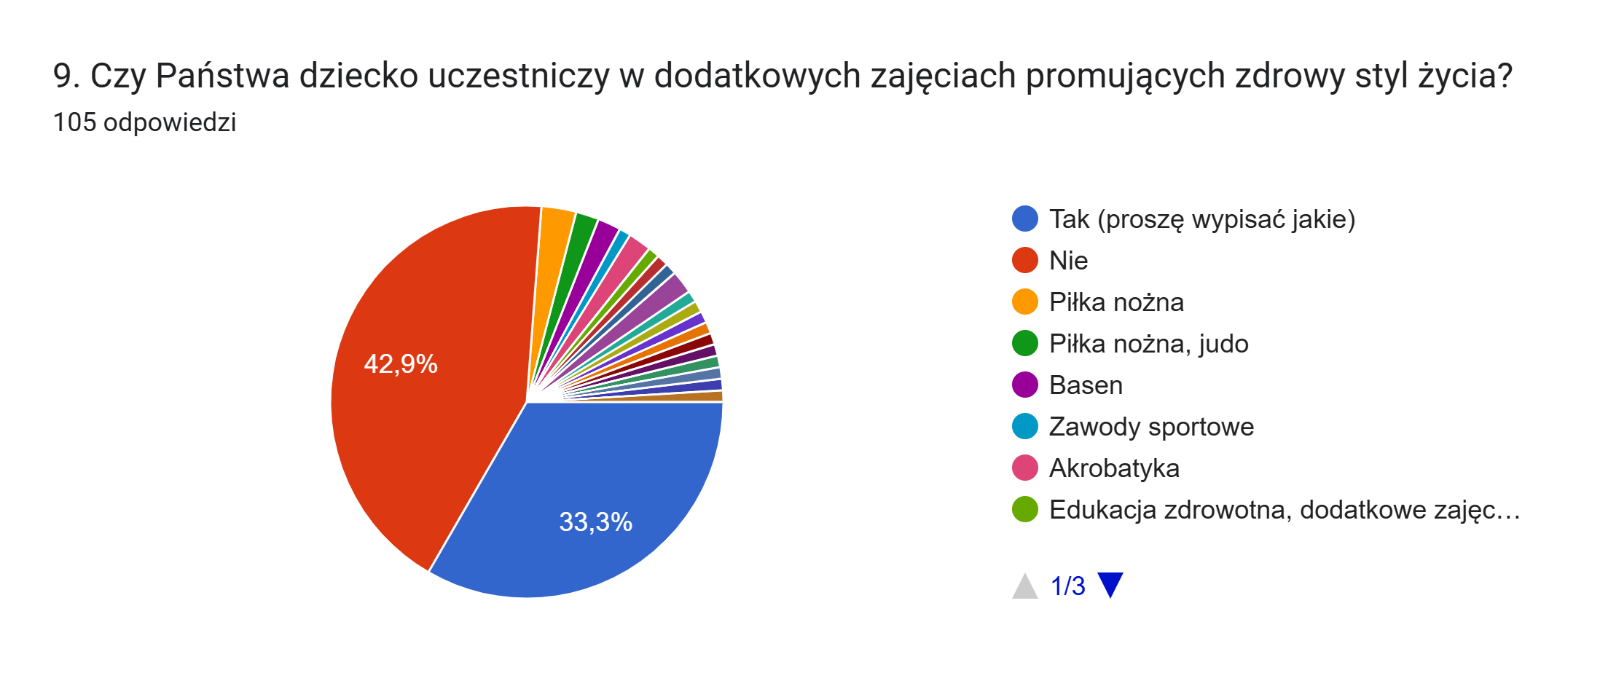 9. Czy Państwa dziecko uczestniczy w dodatkowych zajęciach promujących zdrowy styl życia?
105 odpowiedzi
42,9%
33,3%
Tak (proszę wypisać jakie)
Nie
Piłka nożna
Piłka nożna, judo
Basen
Zawody sportowe
Akrobatyka
Edukacja zdrowotna, dodatkowe zajęc…
1/3